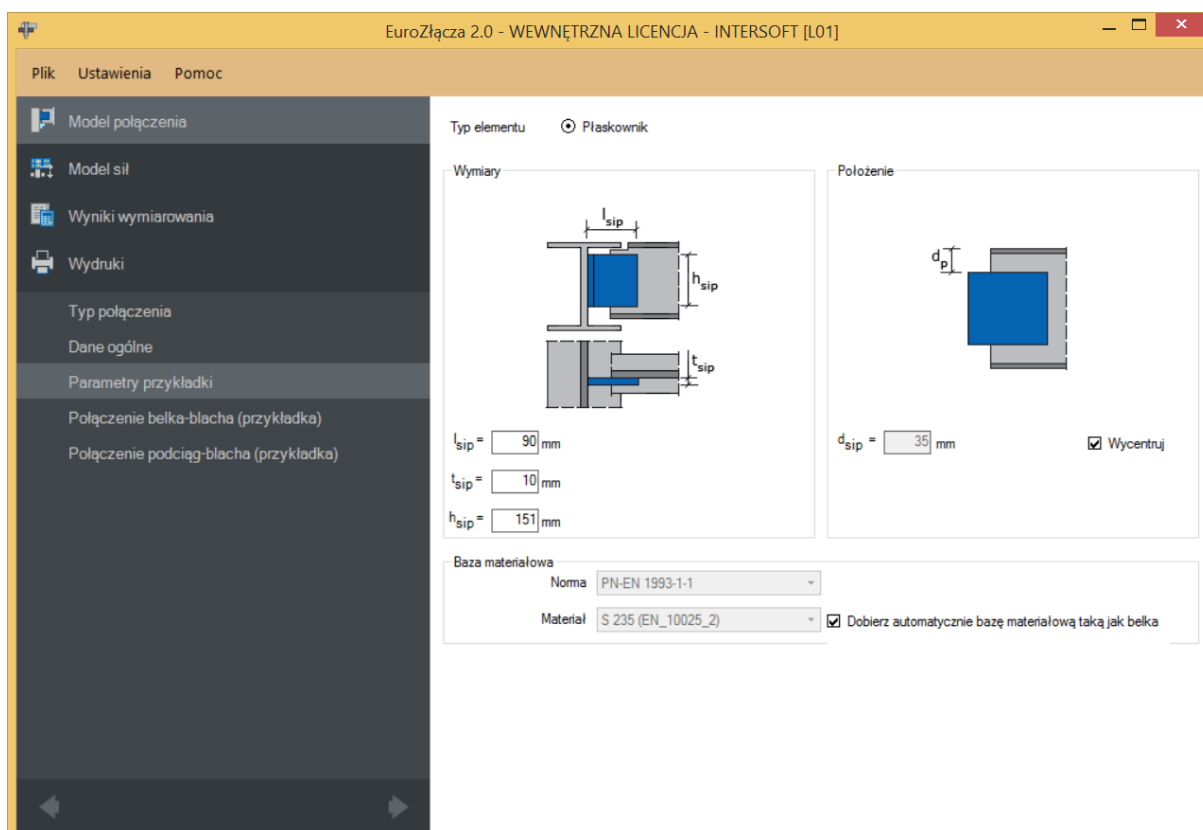 EuroZłącza 2.0 - WEWNĘTRZNA LICENCJA - INTERSOFT [L01]
Plik Ustawienia Pomoc
Model połączenia
Model sił
Wyniki wymiarowania
Wydruki
Typ połączenia
Dane ogólne
Parametry przykładki
Połączenie belka-blacha (przykładka)
Połączenie podciąg-blacha (przykładka)
Typ elementu Płaskownik
Wymiary
lsip
hsip
tsip
lsip = 90 mm
tsip = 10 mm
hsip = 151 mm
Położenie
dp
dsip = 35 mm Wycentruj
Baza materiałowa
Norma PN-EN 1993-1-1
Materiał S 235 (EN_10025_2) Dobierz automatycznie bazę materiałową taką jak belka